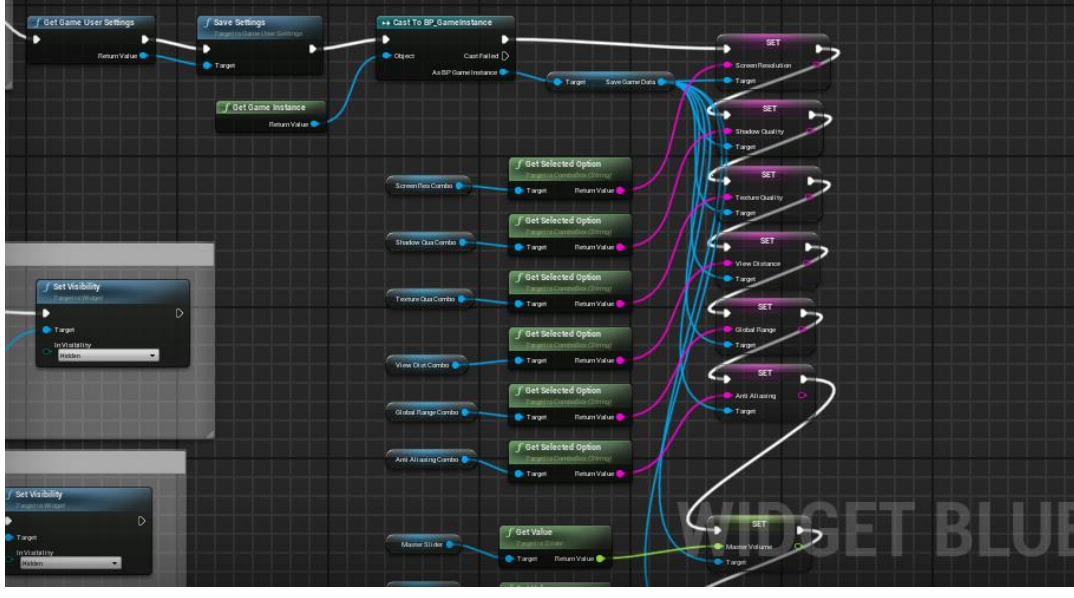 Get Game User Settings
Return Value
Save Settings
Target is Game User Settings
Target
Cast To BP_GameInstance
Object
Cast Failed
As BP Game Instance
Get Game Instance
Return Value
Target Save Game Data
SET
Screen Resolution
Target
SET
Shadow Quality
Target
SET
Texture Quality
Target
SET
View Distance
Target
SET
Global Range
Target
SET
Anti Aliasing
Target
Screen Res Combo
Get Selected Option
Target is ComboBox (String)
Target Return Value
Shadow Qua Combo
Get Selected Option
Target is ComboBox (String)
Target Return Value
Texture Qua Combo
Get Selected Option
Target is ComboBox (String)
Target Return Value
View Dist Combo
Get Selected Option
Target is ComboBox (String)
Target Return Value
Global Range Combo
Get Selected Option
Target is ComboBox (String)
Target Return Value
Anti Aliasing Combo
Get Selected Option
Target is ComboBox (String)
Target Return Value
Set Visibility
Target is Widget
Target
In Visibility
Hidden
Set Visibility
Target is Widget
Target
In Visibility
Hidden
Master Slider
Get Value
Target is Slider
Target Return Value
SET
Master Volume
Target
WIDGET BLUE